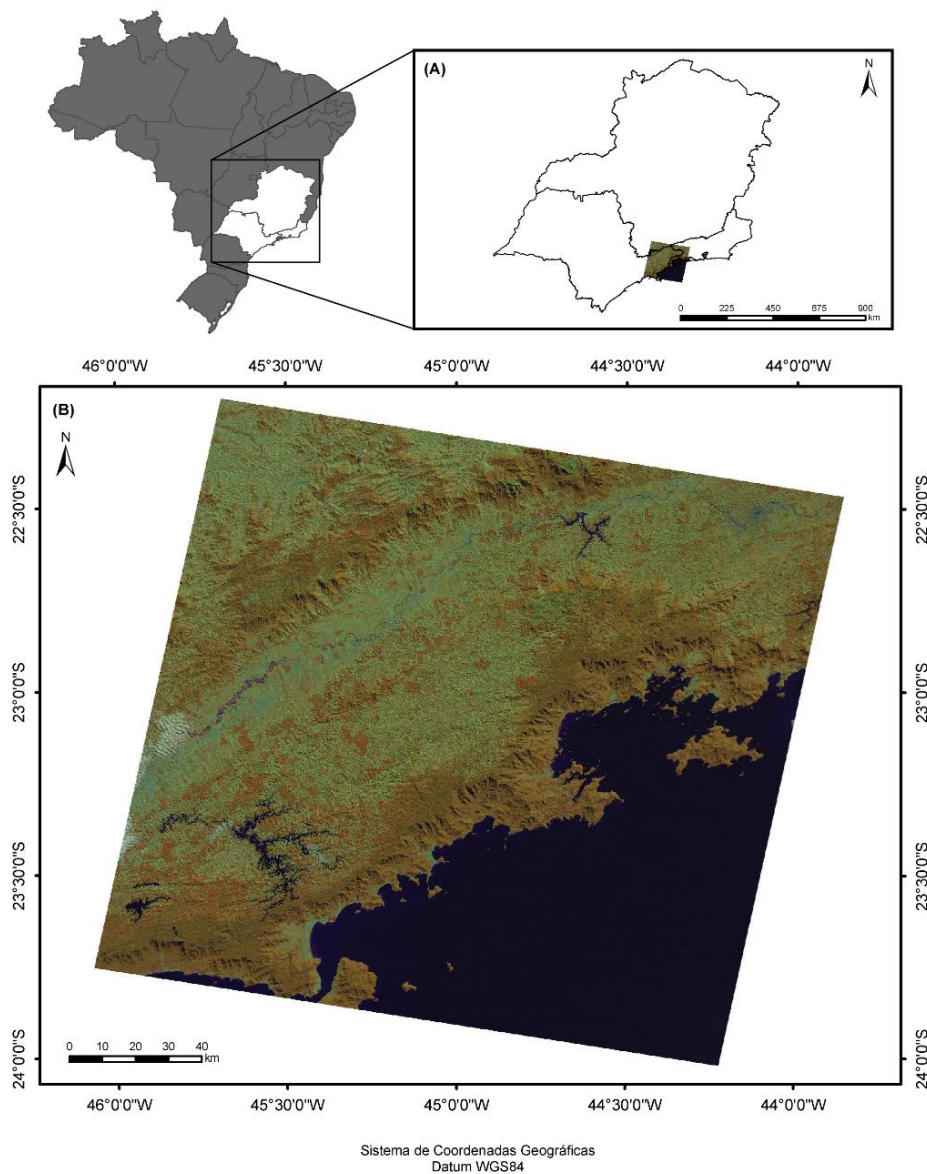 (A)
N
0 225 450 675 900
km
46°0'0"W 45°30'0"W 45°0'0"W 44°30'0"W 44°0'0"W
(B)
N
22°30'0"S 22°30'0"S
23°0'0"S 23°0'0"S
23°30'0"S 23°30'0"S
24°0'0"S 24°0'0"S
0 10 20 30 40
km
46°0'0"W 45°30'0"W 45°0'0"W 44°30'0"W 44°0'0"W
Sistema de Coordenadas Geográficas
Datum WGS84